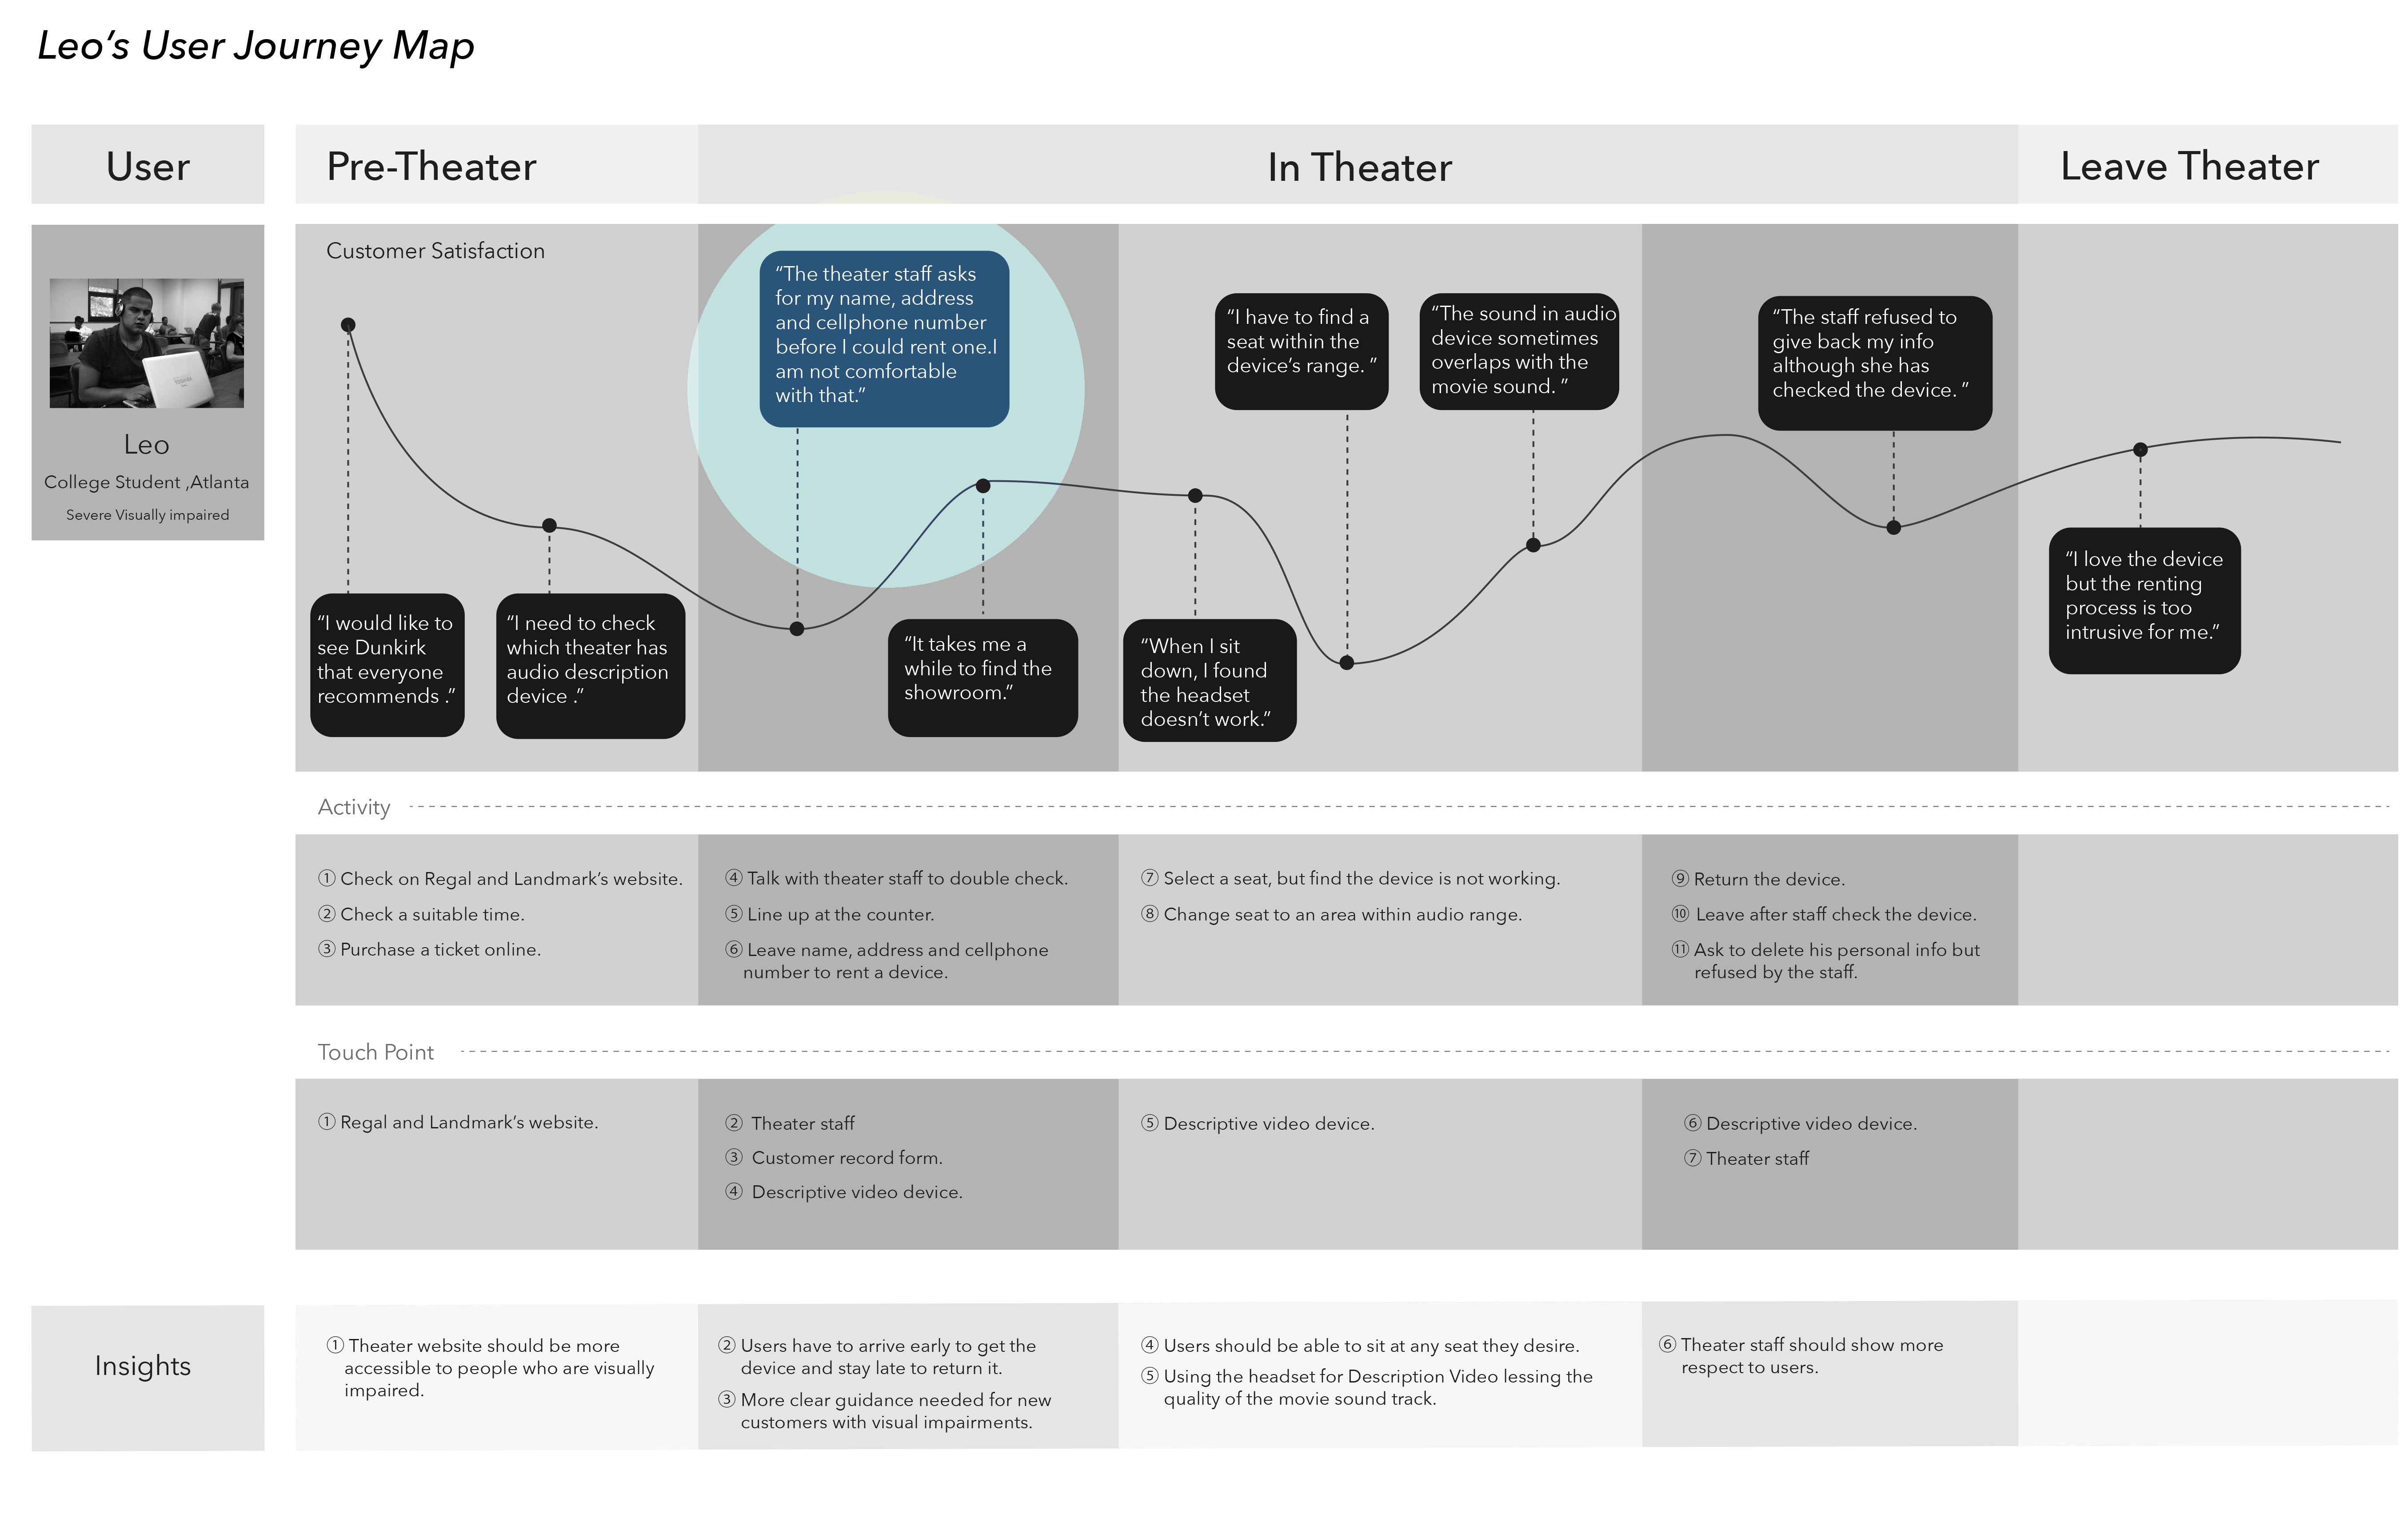 Leo’s User Journey Map
User
Pre-Theater
In Theater
Leave Theater
Leo
College Student ,Atlanta
Severe Visually impaired
Customer Satisfaction
“I would like to
see Dunkirk
that everyone
recommends .”
“I need to check
which theater has
audio description
device .”
“The theater staff asks
for my name, address
and cellphone number
before I could rent one.I
am not comfortable
with that.”
“It takes me a
while to find the
showroom.”
“When I sit
down, I found
the headset
doesn’t work.”
“I have to find a
seat within the
device’s range. ”
“The sound in audio
device sometimes
overlaps with the
movie sound. ”
“The staff refused to
give back my info
although she has
checked the device. ”
“I love the device
but the renting
process is too
intrusive for me.”
Activity
① Check on Regal and Landmark’s website.
② Check a suitable time.
③ Purchase a ticket online.
④ Talk with theater staff to double check.
⑤ Line up at the counter.
⑥ Leave name, address and cellphone
number to rent a device.
⑦ Select a seat, but find the device is not working.
⑧ Change seat to an area within audio range.
⑨ Return the device.
⑩ Leave after staff check the device.
⑪ Ask to delete his personal info but
refused by the staff.
Touch Point
① Regal and Landmark’s website.
② Theater staff
③ Customer record form.
④ Descriptive video device.
⑤ Descriptive video device.
⑥ Descriptive video device.
⑦ Theater staff
Insights
① Theater website should be more
accessible to people who are visually
impaired.
② Users have to arrive early to get the
device and stay late to return it.
③ More clear guidance needed for new
customers with visual impairments.
④ Users should be able to sit at any seat they desire.
⑤ Using the headset for Description Video lessing the
quality of the movie sound track.
⑥ Theater staff should show more
respect to users.